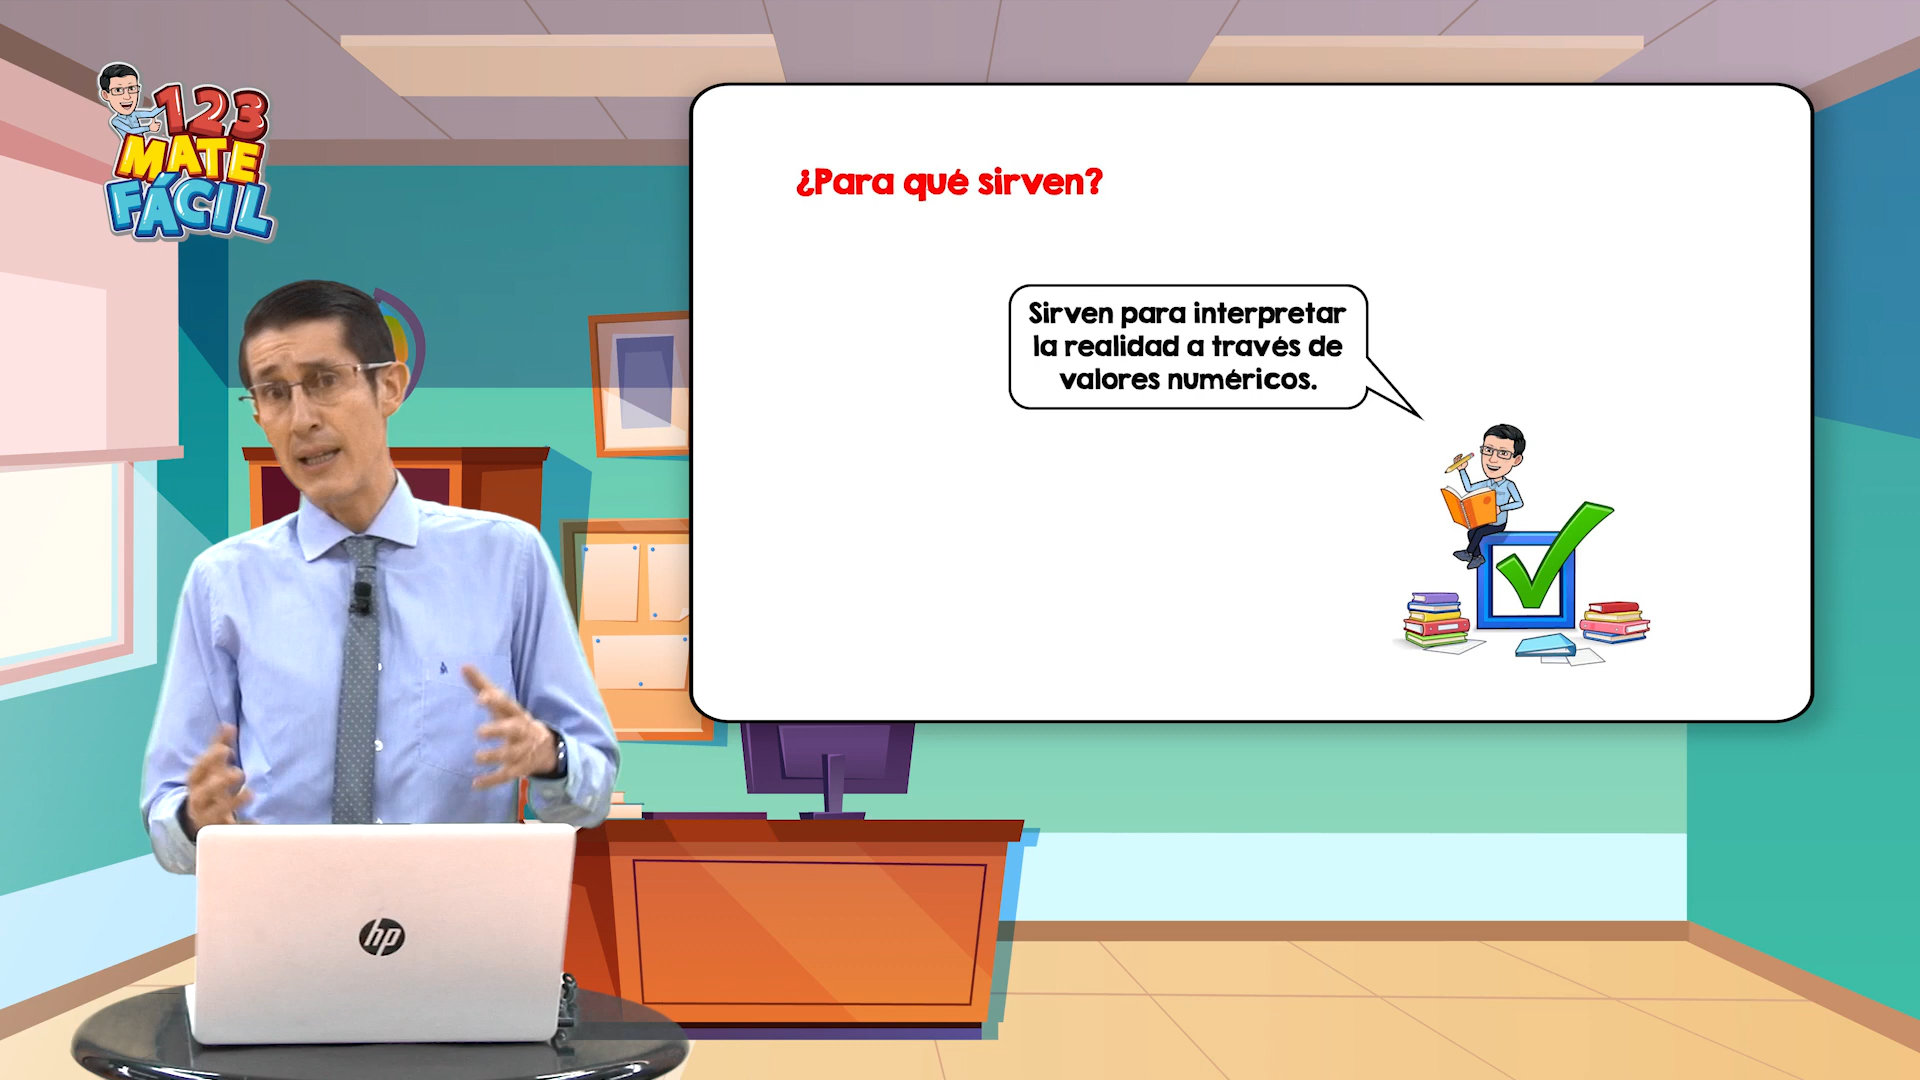 123
MATE
FÁCIL
¿Para qué sirven?
Sirven para interpretar
la realidad a través de
valores numéricos.
hp